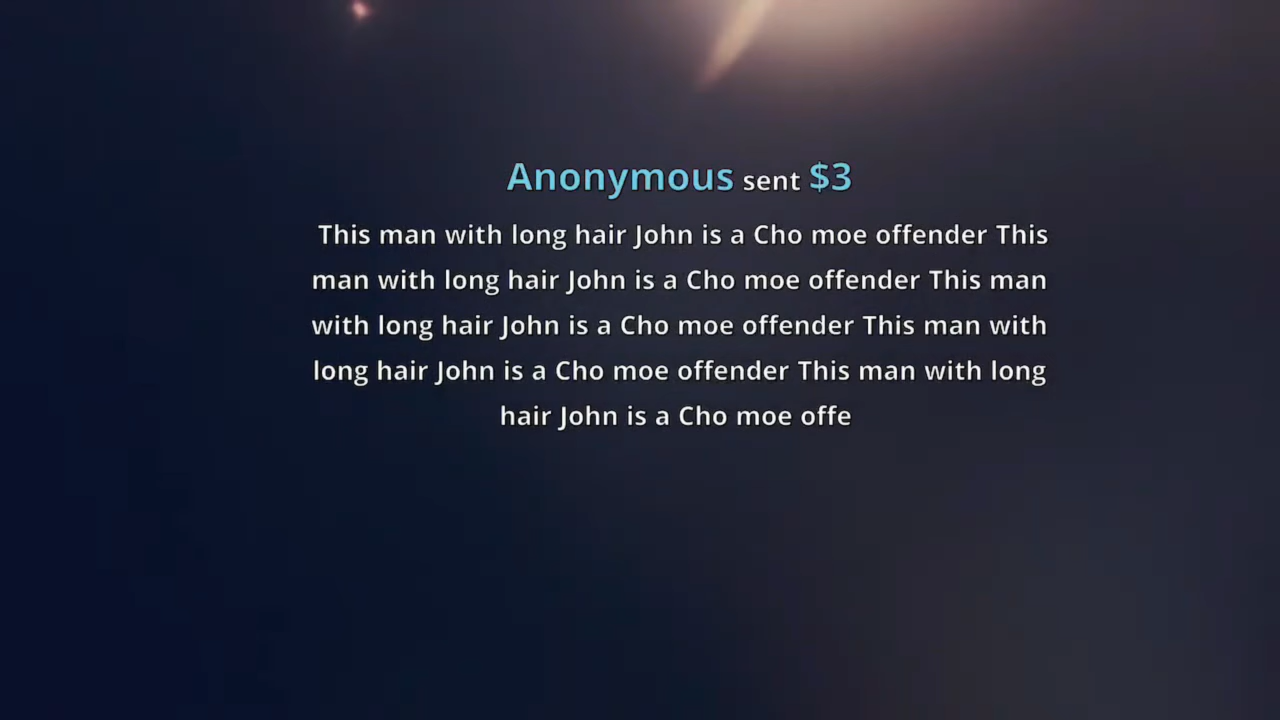 Anonymous sent $3
This man with long hair John is a Cho moe offender This
man with long hair John is a Cho moe offender This man
with long hair John is a Cho moe offender This man with
long hair John is a Cho moe offender This man with long
hair John is a Cho moe offe